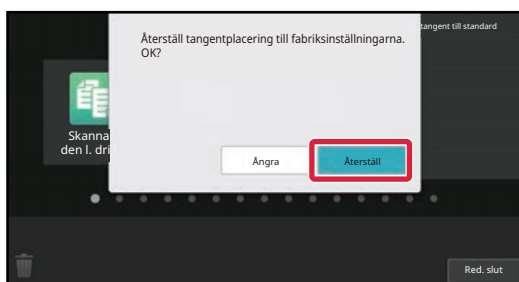 tangent till standard
Återställ tangentplacering till fabriksinställningarna.
OK?
Skanna
den l. dri
Ångra
Återställ
Red. slut